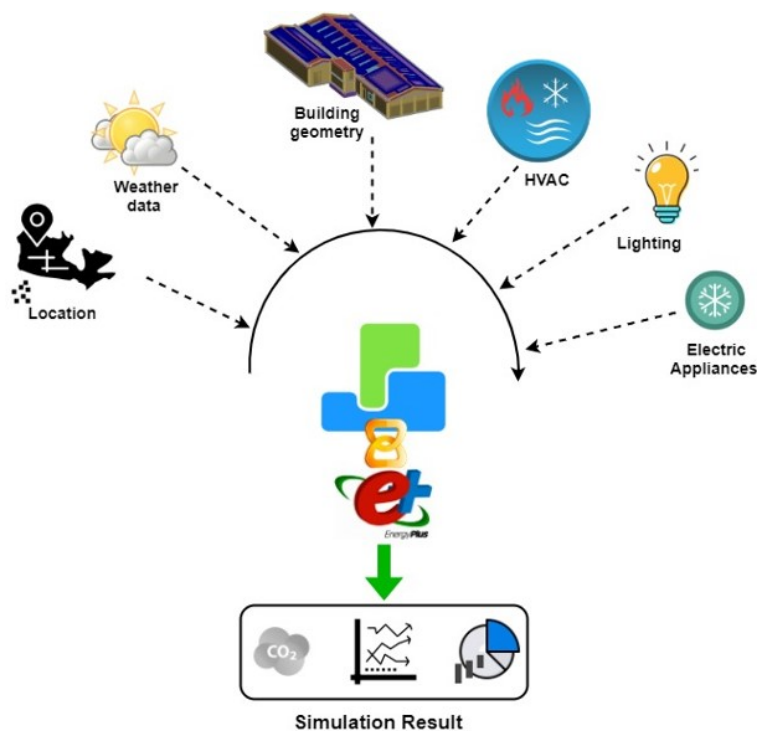 Building
geometry
HVAC
Weather
data
Lighting
Location
Electric
Appliances
e+
EnergyPlus
CO2
Simulation Result